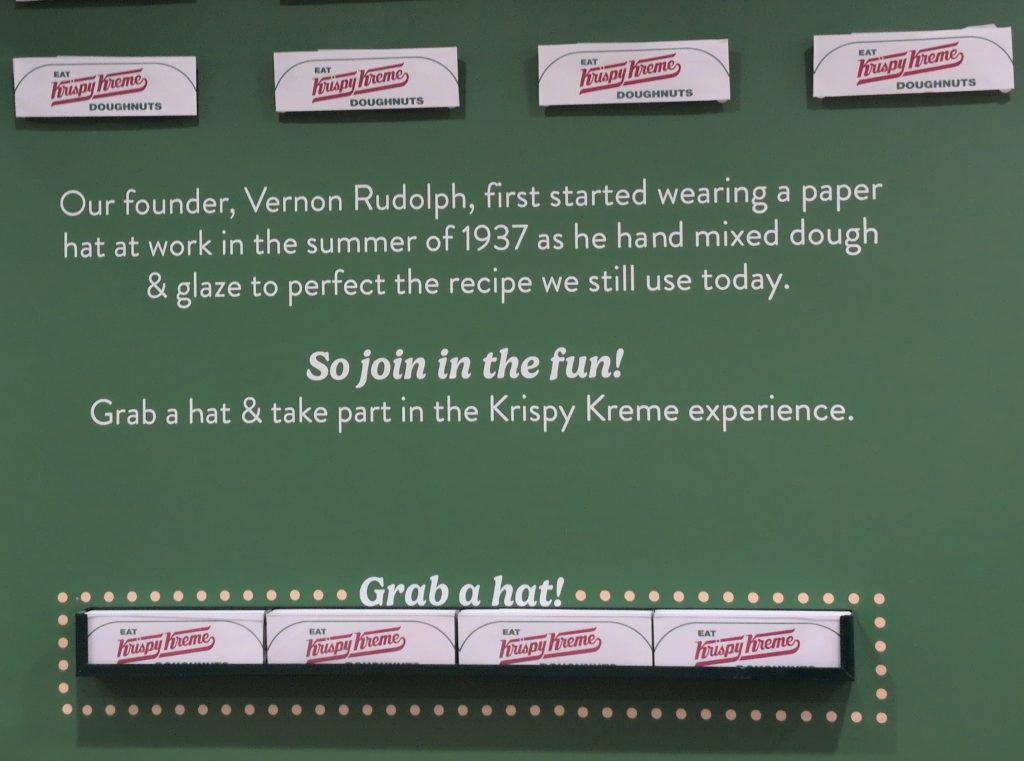 EAT
Krispy Kreme
DOUGHNUTS
EAT
Krispy Kreme
DOUGHNUTS
EAT
Krispy Kreme
DOUGHNUTS
EAT
Krispy Kreme
DOUGHNUTS
Our founder, Vernon Rudolph, first started wearing a paper
hat at work in the summer of 1937 as he hand mixed dough
& glaze to perfect the recipe we still use today.
So join in the fun!
Grab a hat & take part in the Krispy Kreme experience.
Grab a hat!
EAT
Krispy Kreme
EAT
Krispy Kreme
EAT
Krispy Kreme
EAT
Krispy Kreme